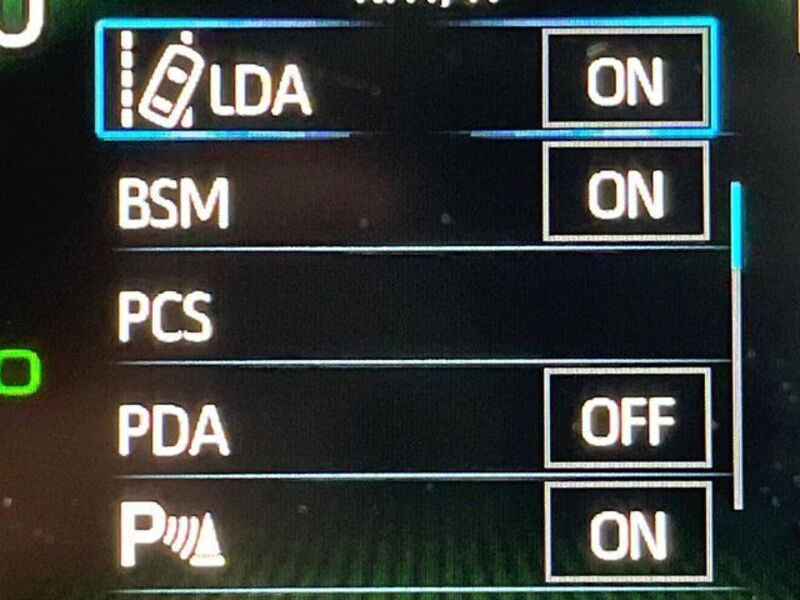 LDA ON
BSM ON
PCS
PDA OFF
P ON